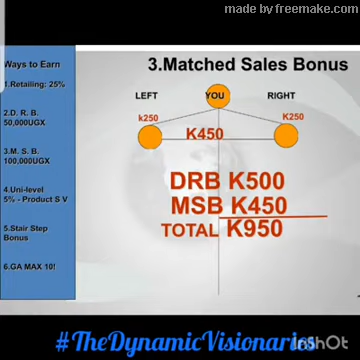 made by freemake.com
Ways to Earn
1.Retailing: 25%
2.D. R. B.
50,000UGX
3.M. S. B.
100,000UGX
4.Uni-level
5% - Product S V
5.Stair Step
Bonus
6.GA MAX 10!
3.Matched Sales Bonus
LEFT YOU RIGHT
k250 K250
K450
DRB K500
MSB K450
TOTAL K950
#TheDynamicVisionaries
InShOt